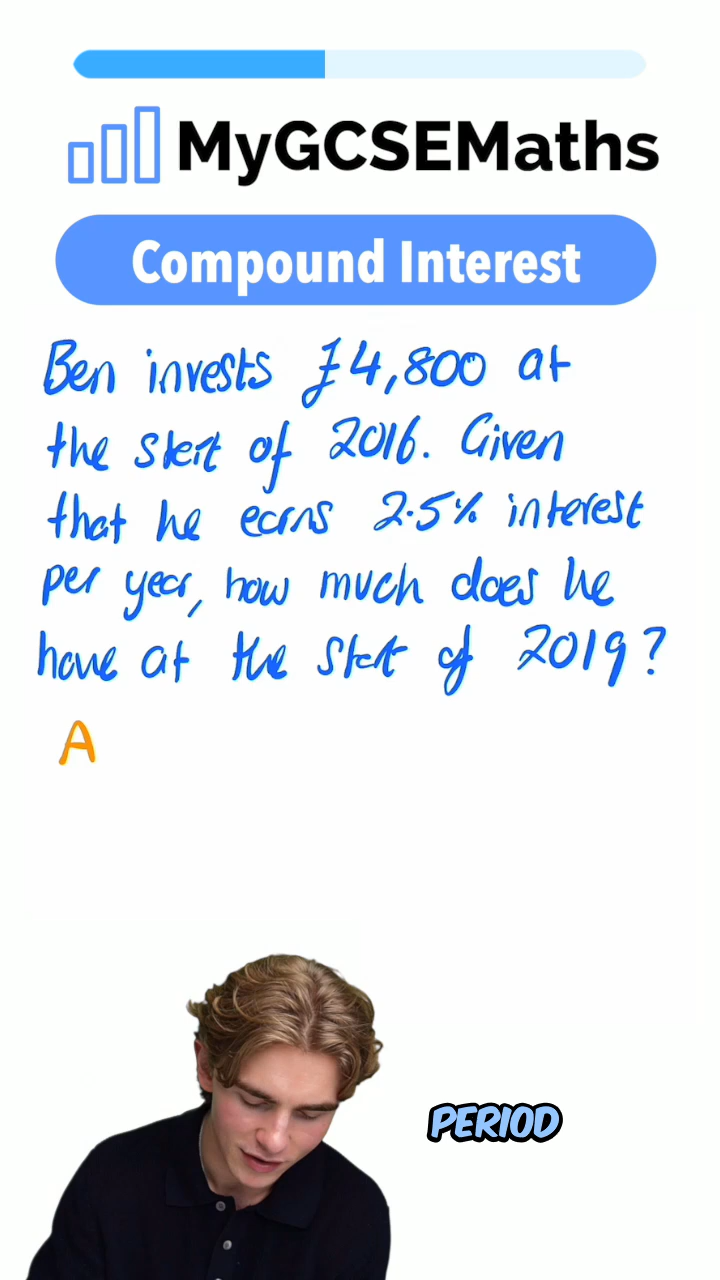 MyGCSEMaths
Compound Interest
Ben invests £4,800 at
the start of 2016. Given
that he earns 2.5% interest
per year, how much does he
have at the start of 2019?
A
PERIOD